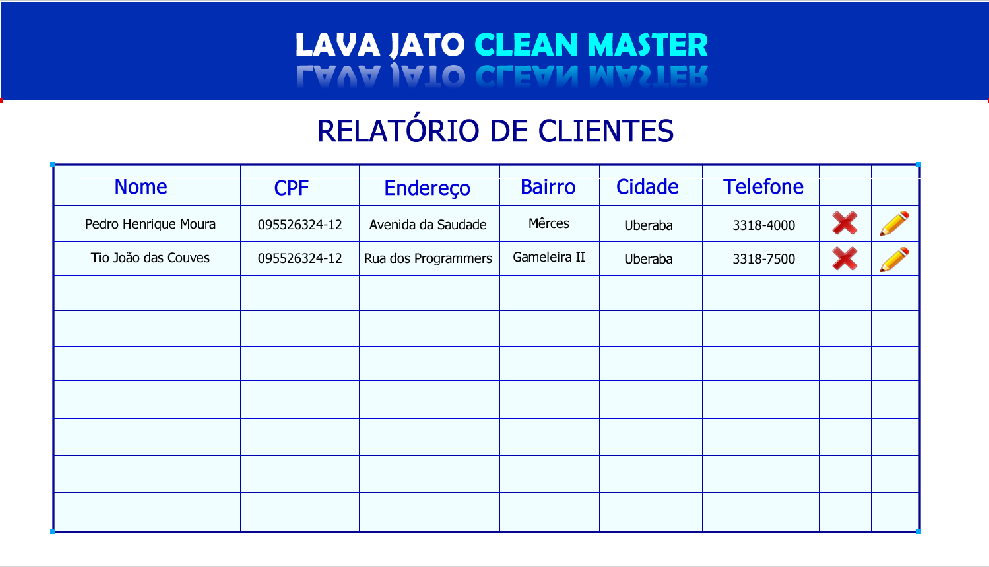 LAVA JATO CLEAN MASTER
RELATÓRIO DE CLIENTES
Nome CPF Endereço Bairro Cidade Telefone
Pedro Henrique Moura 095526324-12 Avenida da Saudade Mêrces Uberaba 3318-4000
Tio João das Couves 095526324-12 Rua dos Programmers Gameleira II Uberaba 3318-7500